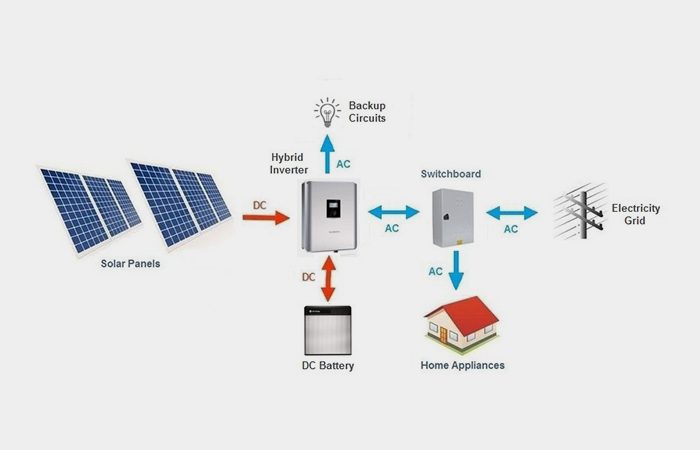 Backup
Circuits
Hybrid
Inverter
AC
Switchboard
DC
Electricity
Grid
AC
AC
Solar Panels
DC
AC
DC Battery
Home Appliances